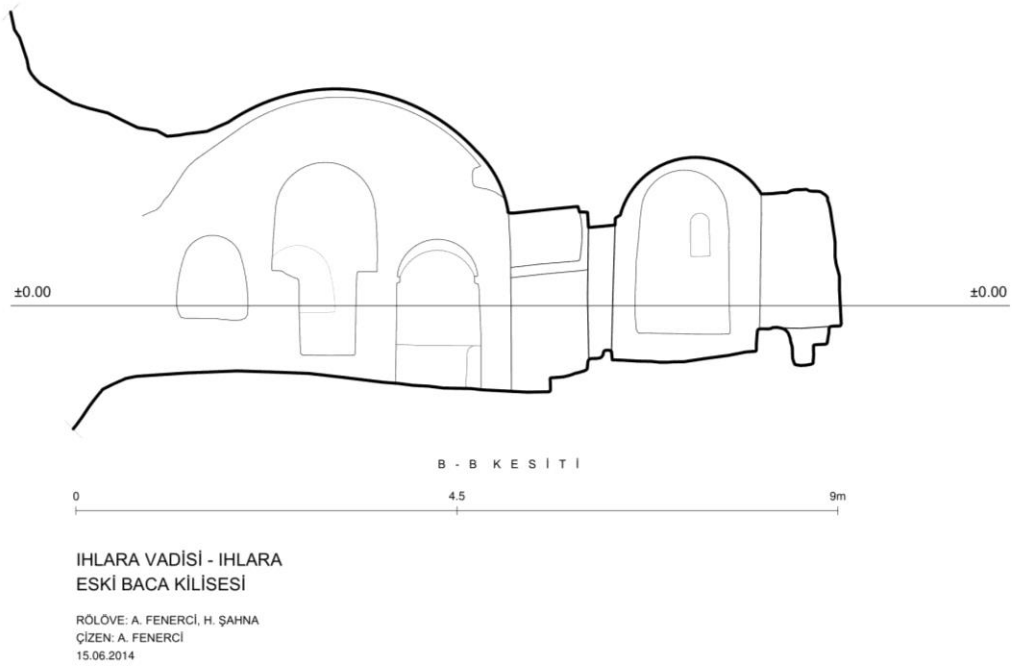 ±0.00 ±0.00
B - B KESİTİ
0 4.5 9m
IHLARA VADİSİ - IHLARA
ESKİ BACA KİLİSESİ
RÖLÖVE: A. FENERCİ, H. ŞAHNA
ÇİZEN: A. FENERCİ
15.06.2014